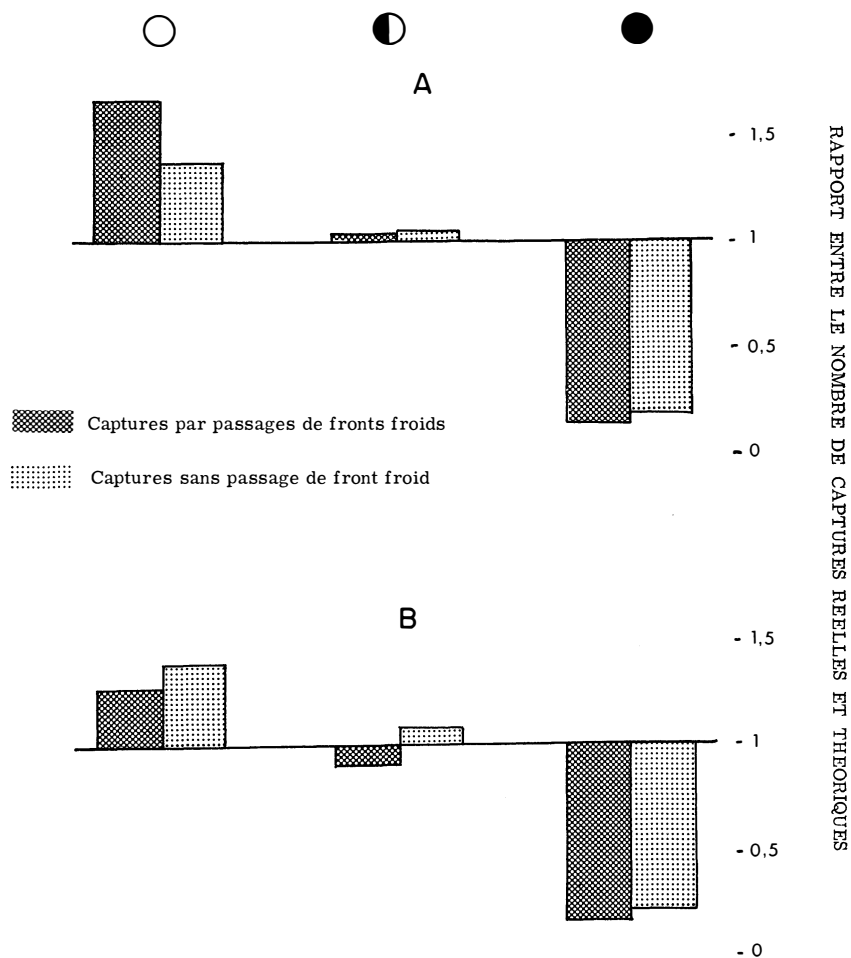 A
- 1,5
- 1
- 0,5
- 0
Captures par passages de fronts froids
Captures sans passage de front froid
B
- 1,5
- 1
- 0,5
- 0
RAPPORT ENTRE LE NOMBRE DE CAPTURES REELLES ET THEORIQUES